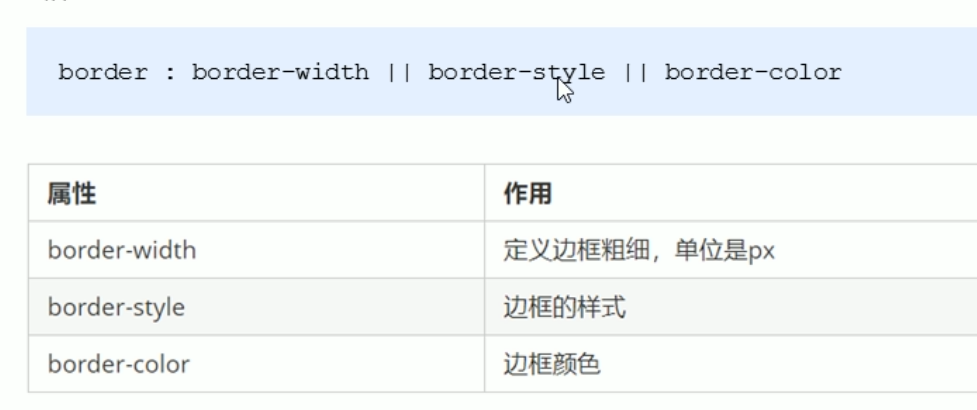 border : border-width || border-style || border-color
属性 作用
border-width 定义边框粗细，单位是px
border-style 边框的样式
border-color 边框颜色